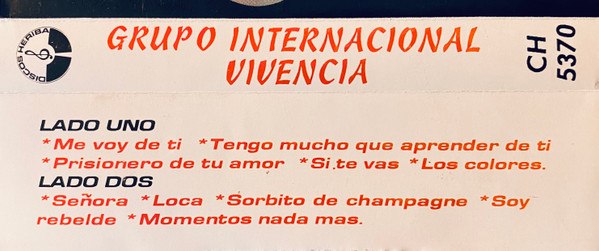 DISCOS HERIBA
GRUPO INTERNACIONAL
VIVENCIA
CH
5370
LADO UNO
*Me voy de ti *Tengo mucho que aprender de ti
*Prisionero de tu amor *Si te vas *Los colores.
LADO DOS
*Señora *Loca *Sorbito de champagne *Soy
rebelde *Momentos nada mas.